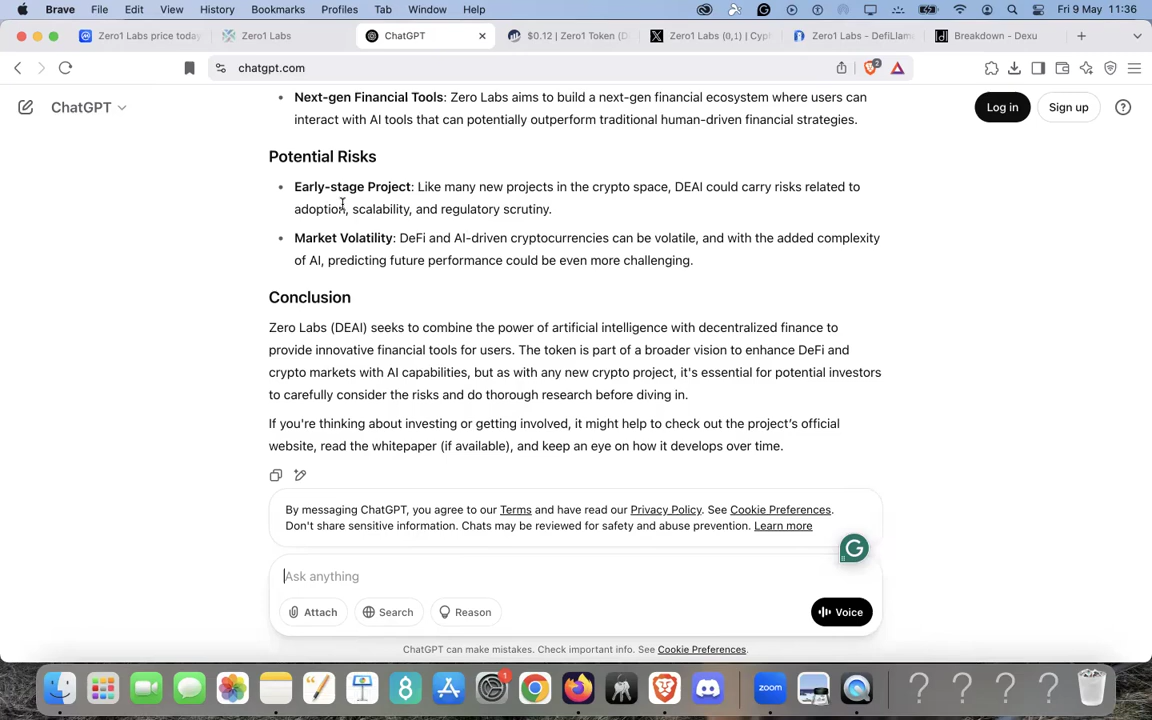 Brave File Edit View History Bookmarks Profiles Tab Window Help Fri 9 May 11:36
Zero1 Labs price today Zero1 Labs ChatGPT $0.12 | Zero1 Token (D Zero1 Labs (0,1) | Cryp Zero1 Labs - DefiLlam Breakdown - Dexu
chatgpt.com 2
ChatGPT Log in Sign up
• Next-gen Financial Tools: Zero Labs aims to build a next-gen financial ecosystem where users can
interact with AI tools that can potentially outperform traditional human-driven financial strategies.
Potential Risks
• Early-stage Project: Like many new projects in the crypto space, DEAI could carry risks related to
adoption, scalability, and regulatory scrutiny.
• Market Volatility: DeFi and AI-driven cryptocurrencies can be volatile, and with the added complexity
of AI, predicting future performance could be even more challenging.
Conclusion
Zero Labs (DEAI) seeks to combine the power of artificial intelligence with decentralized finance to
provide innovative financial tools for users. The token is part of a broader vision to enhance DeFi and
crypto markets with AI capabilities, but as with any new crypto project, it's essential for potential investors
to carefully consider the risks and do thorough research before diving in.
If you're thinking about investing or getting involved, it might help to check out the project's official
website, read the whitepaper (if available), and keep an eye on how it develops over time.
By messaging ChatGPT, you agree to our Terms and have read our Privacy Policy. See Cookie Preferences.
Don't share sensitive information. Chats may be reviewed for safety and abuse prevention. Learn more
Ask anything
Attach Search Reason Voice
ChatGPT can make mistakes. Check important info. See Cookie Preferences.
8 1 zoom